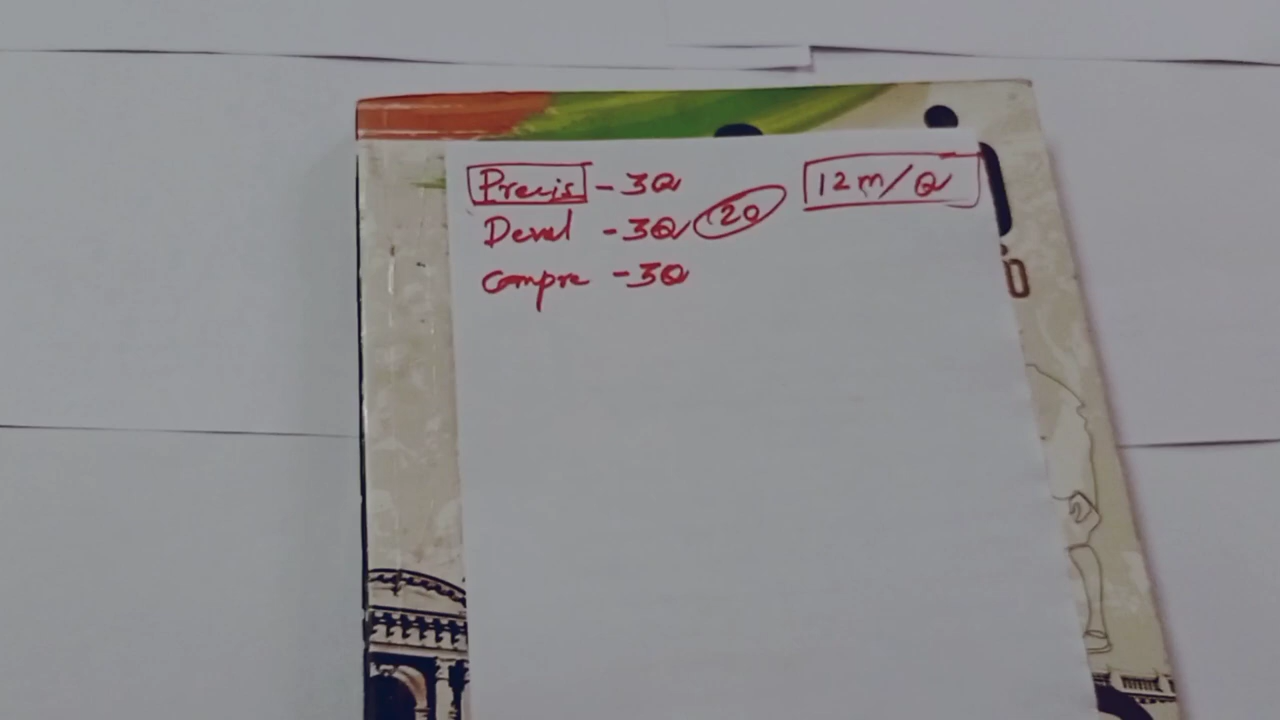 Precis - 3Q 12m/Q
Devel - 3Q 2Q
compre - 3Q